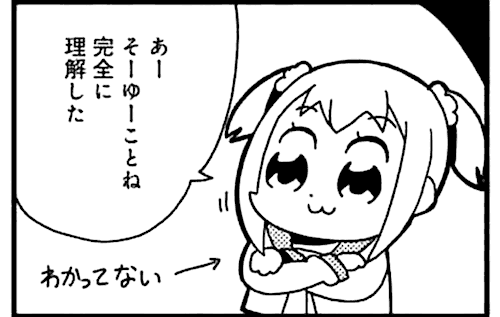 あー
そーゆーことね
完全に
理解した
わかってない